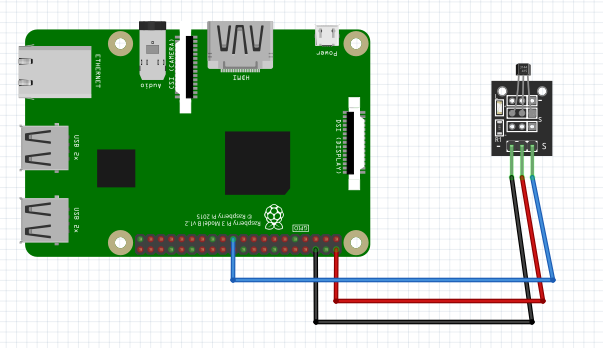 ETHERNET
Audio
CSI (CAMERA)
HDMI
Power
USB 2x
DSI (DISPLAY)
USB 2x
Raspberry Pi 3 Model B v1.2
© Raspberry Pi 2015
GPIO
S
R1
S